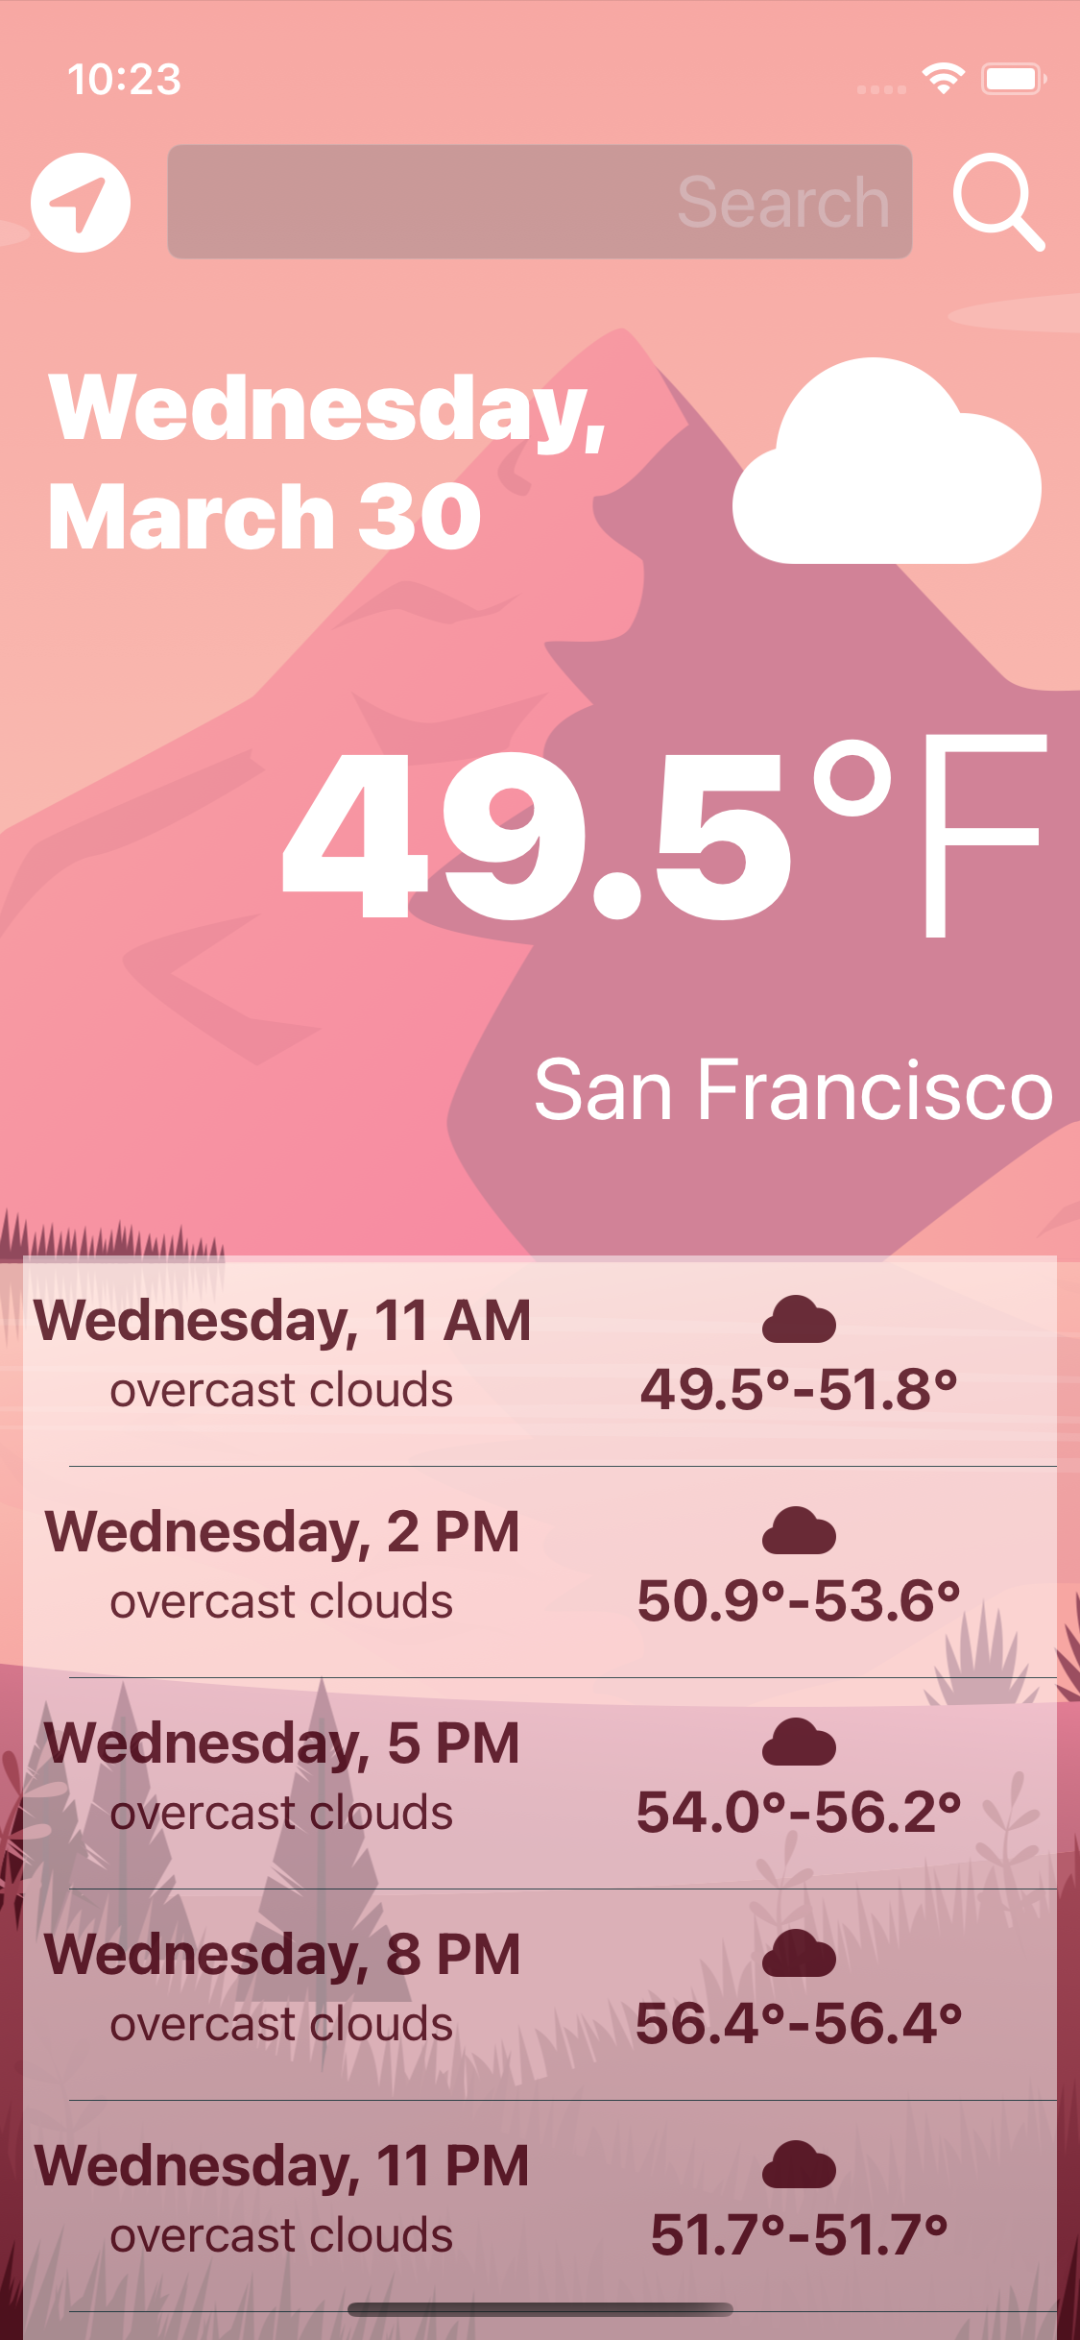 10:23
Search
Wednesday,
March 30
49.5°F
San Francisco
Wednesday, 11 AM
overcast clouds
49.5°-51.8°
Wednesday, 2 PM
overcast clouds
50.9°-53.6°
Wednesday, 5 PM
overcast clouds
54.0°-56.2°
Wednesday, 8 PM
overcast clouds
56.4°-56.4°
Wednesday, 11 PM
overcast clouds
51.7°-51.7°